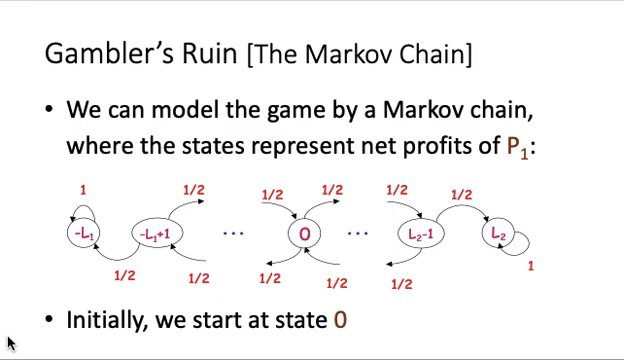 Gambler's Ruin [The Markov Chain]
• We can model the game by a Markov chain,
where the states represent net profits of P₁:
1 1/2 1/2 1/2 1/2 1/2
-L₁ -L₁+1 ... 0 ... L₂-1 L₂
1/2 1/2 1/2 1/2 1/2 1
• Initially, we start at state 0